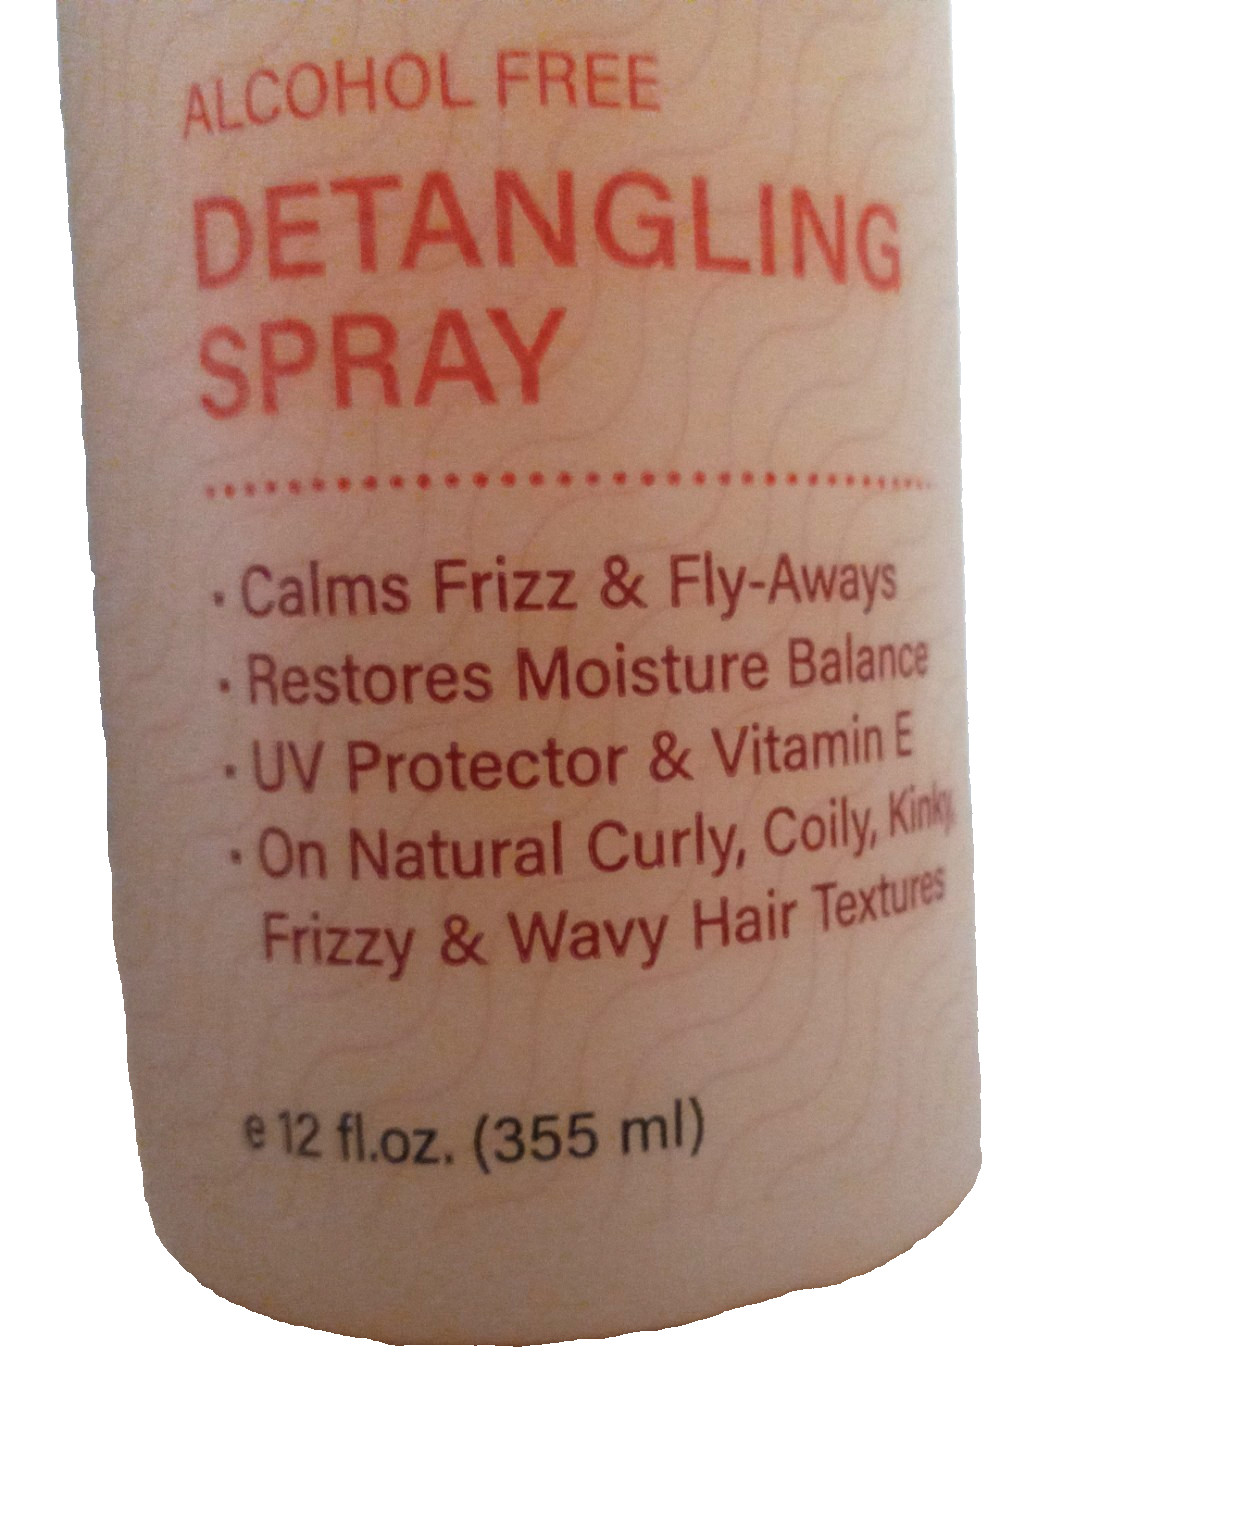 ALCOHOL FREE
DETANGLING
SPRAY
· Calms Frizz & Fly-Aways
· Restores Moisture Balance
· UV Protector & Vitamin E
· On Natural Curly, Coily, Kinky,
Frizzy & Wavy Hair Textures
e 12 fl.oz. (355 ml)